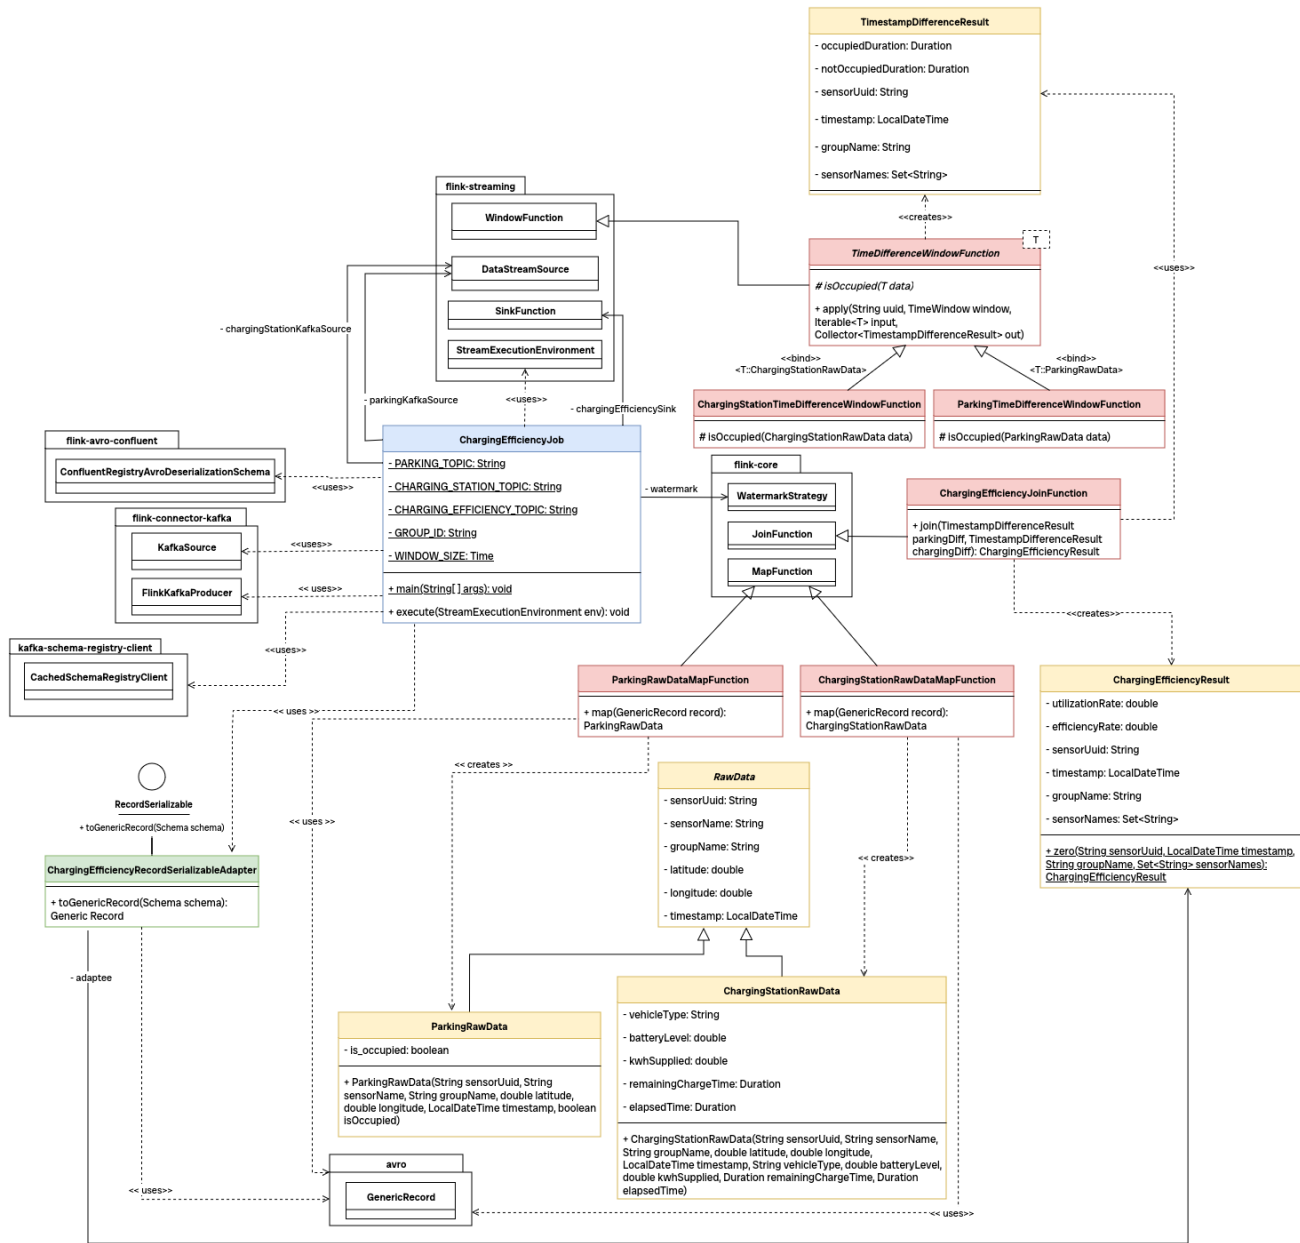 TimestampDifferenceResult
- occupiedDuration: Duration
- notOccupiedDuration: Duration
- sensorUuid: String
- timestamp: LocalDateTime
- groupName: String
- sensorNames: Set<String>
<<creates>>
T
TimeDifferenceWindowFunction
# isOccupied(T data)
+ apply(String uuid, TimeWindow window,
Iterable<T> input,
Collector<TimestampDifferenceResult> out)
<<uses>>
flink-streaming
WindowFunction
DataStreamSource
SinkFunction
StreamExecutionEnvironment
- chargingStationKafkaSource
- parkingKafkaSource
<<uses>>
- chargingEfficiencySink
<<bind>>
<T::ChargingStationRawData>
<<bind>>
<T::ParkingRawData>
ChargingStationTimeDifferenceWindowFunction
# isOccupied(ChargingStationRawData data)
ParkingTimeDifferenceWindowFunction
# isOccupied(ParkingRawData data)
flink-avro-confluent
ConfluentRegistryAvroDeserializationSchema
<<uses>>
ChargingEfficiencyJob
- PARKING_TOPIC: String
- CHARGING_STATION_TOPIC: String
- CHARGING_EFFICIENCY_TOPIC: String
- GROUP_ID: String
- WINDOW_SIZE: Time
+ main(String[] args): void
+ execute(StreamExecutionEnvironment env): void
- watermark
flink-core
WatermarkStrategy
JoinFunction
MapFunction
ChargingEfficiencyJoinFunction
+ join(TimestampDifferenceResult
parkingDiff, TimestampDifferenceResult
chargingDiff): ChargingEfficiencyResult
flink-connector-kafka
KafkaSource
FlinkKafkaProducer
<<uses>>
<< uses>>
<<creates>>
kafka-schema-registry-client
CachedSchemaRegistryClient
<<uses>>
<< uses >>
ParkingRawDataMapFunction
+ map(GenericRecord record):
ParkingRawData
ChargingStationRawDataMapFunction
+ map(GenericRecord record):
ChargingStationRawData
ChargingEfficiencyResult
- utilizationRate: double
- efficiencyRate: double
- sensorUuid: String
- timestamp: LocalDateTime
- groupName: String
- sensorNames: Set<String>
+ zero(String sensorUuid, LocalDateTime timestamp,
String groupName, Set<String> sensorNames):
ChargingEfficiencyResult
<< creates >>
<< uses >>
<< creates>>
RawData
- sensorUuid: String
- sensorName: String
- groupName: String
- latitude: double
- longitude: double
- timestamp: LocalDateTime
RecordSerializable
+ toGenericRecord(Schema schema)
ChargingEfficiencyRecordSerializableAdapter
+ toGenericRecord(Schema schema):
Generic Record
- adaptee
ParkingRawData
- is_occupied: boolean
+ ParkingRawData(String sensorUuid, String
sensorName, String groupName, double latitude,
double longitude, LocalDateTime timestamp, boolean
isOccupied)
ChargingStationRawData
- vehicleType: String
- batteryLevel: double
- kwhSupplied: double
- remainingChargeTime: Duration
- elapsedTime: Duration
+ ChargingStationRawData(String sensorUuid, String sensorName,
String groupName, double latitude, double longitude,
LocalDateTime timestamp, String vehicleType, double batteryLevel,
double kwhSupplied, Duration remainingChargeTime, Duration
elapsedTime)
avro
GenericRecord
<< uses>>
<< uses>>